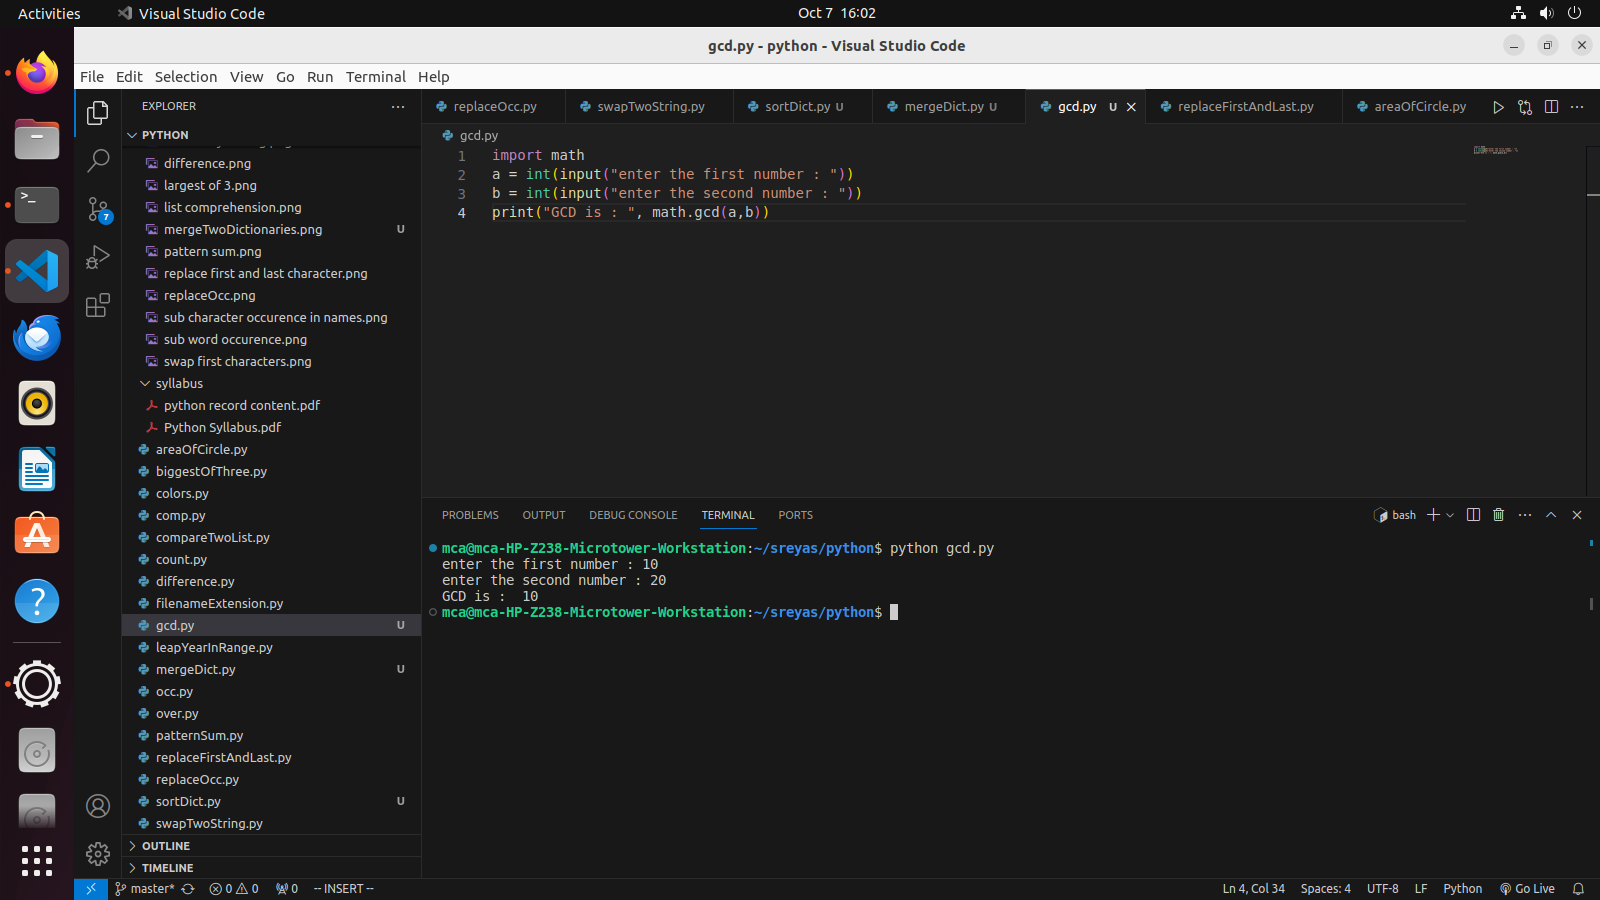 Activities
Visual Studio Code
Oct 7 16:02
gcd.py - python - Visual Studio Code
File Edit Selection View Go Run Terminal Help
EXPLORER
PYTHON
difference.png
largest of 3.png
list comprehension.png
mergeTwoDictionaries.png U
pattern sum.png
replace first and last character.png
replaceOcc.png
sub character occurence in names.png
sub word occurence.png
swap first characters.png
syllabus
python record content.pdf
Python Syllabus.pdf
areaOfCircle.py
biggestOfThree.py
colors.py
comp.py
compareTwoList.py
count.py
difference.py
filenameExtension.py
gcd.py U
leapYearInRange.py
mergeDict.py U
occ.py
over.py
patternSum.py
replaceFirstAndLast.py
replaceOcc.py
sortDict.py U
swapTwoString.py
OUTLINE
TIMELINE
7
replaceOcc.py swapTwoString.py sortDict.py U mergeDict.py U gcd.py U replaceFirstAndLast.py areaOfCircle.py
gcd.py
1 import math
2 a = int(input("enter the first number : "))
3 b = int(input("enter the second number : "))
4 print("GCD is : ", math.gcd(a,b))
PROBLEMS OUTPUT DEBUG CONSOLE TERMINAL PORTS
bash
mca@mca-HP-Z238-Microtower-Workstation:~/sreyas/python$ python gcd.py
enter the first number : 10
enter the second number : 20
GCD is :  10
mca@mca-HP-Z238-Microtower-Workstation:~/sreyas/python$
master* 0 0 0 -- INSERT --
Ln 4, Col 34 Spaces: 4 UTF-8 LF Python Go Live